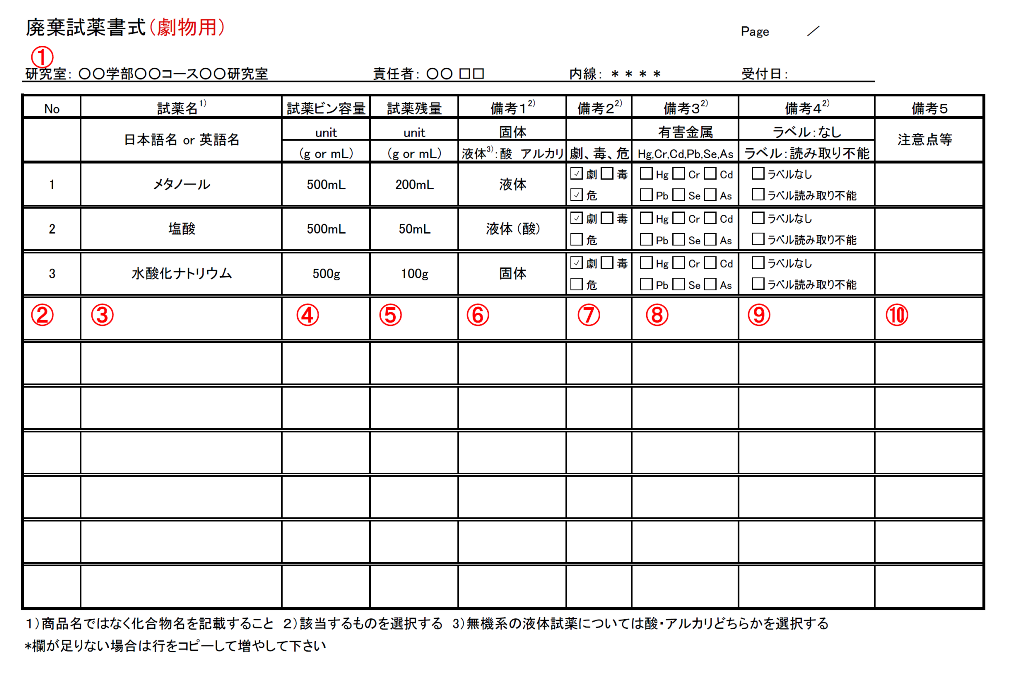 廃棄試薬書式(劇物用)
Page ／
①
研究室: 〇〇学部〇〇コース〇〇研究室 責任者: 〇〇 □□ 内線: ＊＊＊＊ 受付日:
No 試薬名1) 試薬ビン容量 試薬残量 備考12) 備考22) 備考32) 備考42) 備考5
日本語名 or 英語名 unit unit 固体 有害金属 ラベル:なし 注意点等
(g or mL) (g or mL) 液体3):酸 アルカリ 劇、毒、危 Hg,Cr,Cd,Pb,Se,As ラベル:読み取り不能
1 メタノール 500mL 200mL 液体 ☑劇 □毒 □Hg □Cr □Cd □ラベルなし
☑危 □Pb □Se □As □ラベル読み取り不能
2 塩酸 500mL 50mL 液体(酸) ☑劇 □毒 □Hg □Cr □Cd □ラベルなし
□危 □Pb □Se □As □ラベル読み取り不能
3 水酸化ナトリウム 500g 100g 固体 ☑劇 □毒 □Hg □Cr □Cd □ラベルなし
□危 □Pb □Se □As □ラベル読み取り不能
② ③ ④ ⑤ ⑥ ⑦ ⑧ ⑨ ⑩
1)商品名ではなく化合物名を記載すること 2)該当するものを選択する 3)無機系の液体試薬については酸・アルカリどちらかを選択する
*欄が足りない場合は行をコピーして増やして下さい